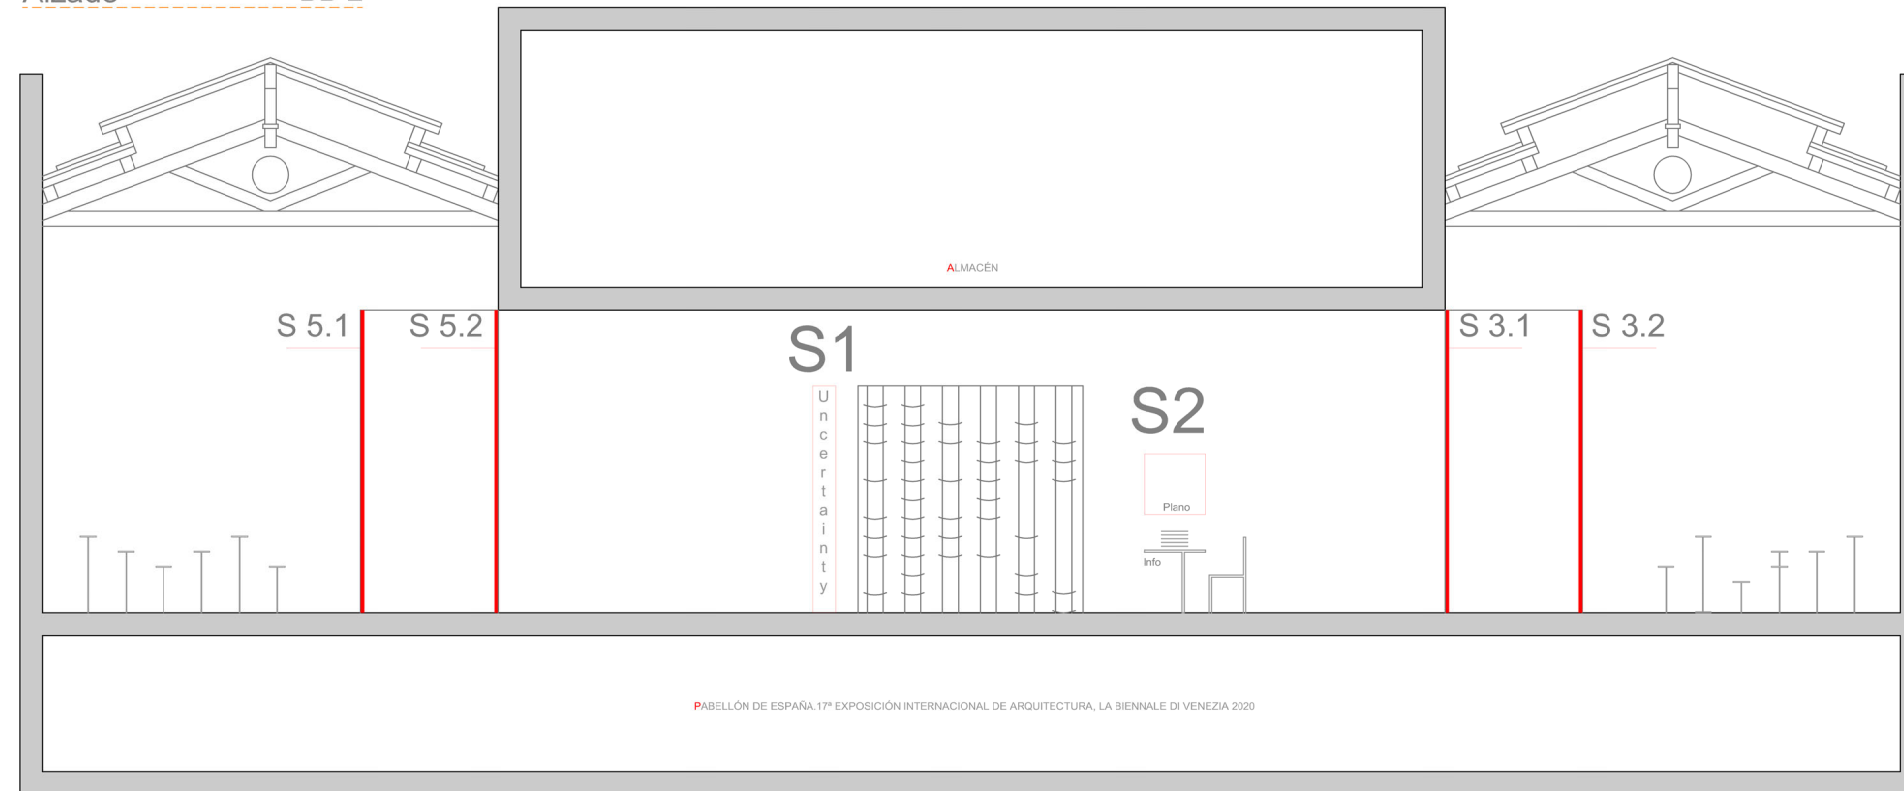 ALMACÉN
S 5.1
S 5.2
S1
S 3.1
S 3.2
Uncertainty
S2
Plano
Info
PABELLÓN DE ESPAÑA.17ª EXPOSICIÓN INTERNACIONAL DE ARQUITECTURA, LA BIENNALE DI VENEZIA 2020